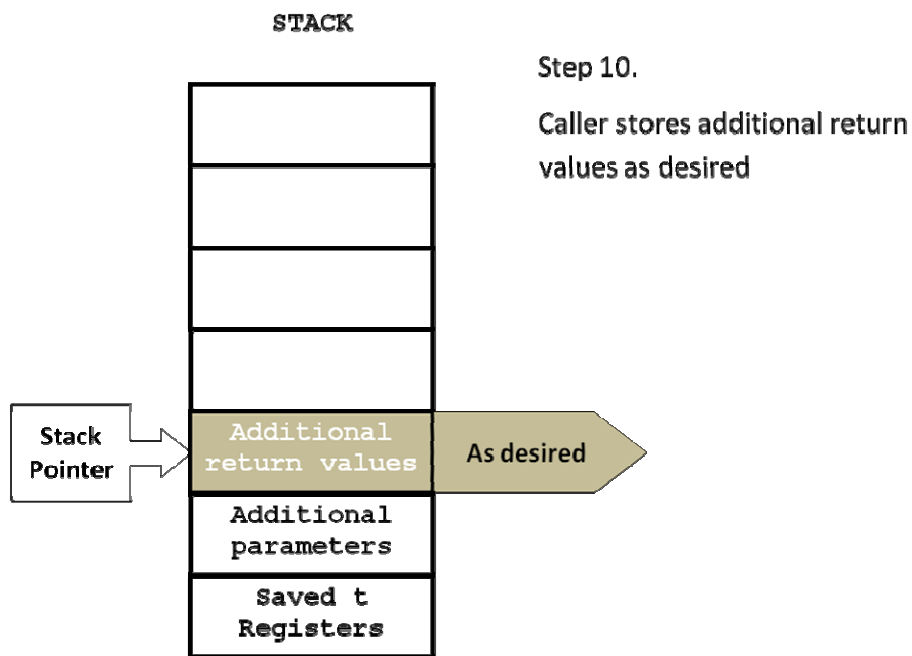 STACK
Step 10.
Caller stores additional return
values as desired
Stack
Pointer
Additional
return values
As desired
Additional
parameters
Saved t
Registers